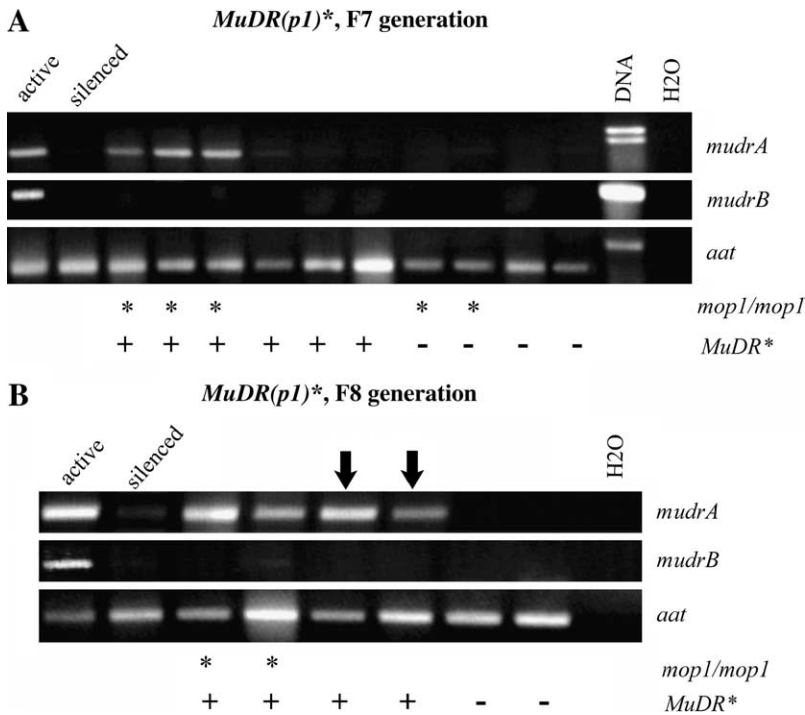 A
MuDR(p1)*, F7 generation
active silenced DNA H2O
mudrA
mudrB
aat
* * * * * mop1/mop1
+ + + + + + - - - - MuDR*
B
MuDR(p1)*, F8 generation
active silenced H2O
mudrA
mudrB
aat
* * mop1/mop1
+ + + + - - MuDR*